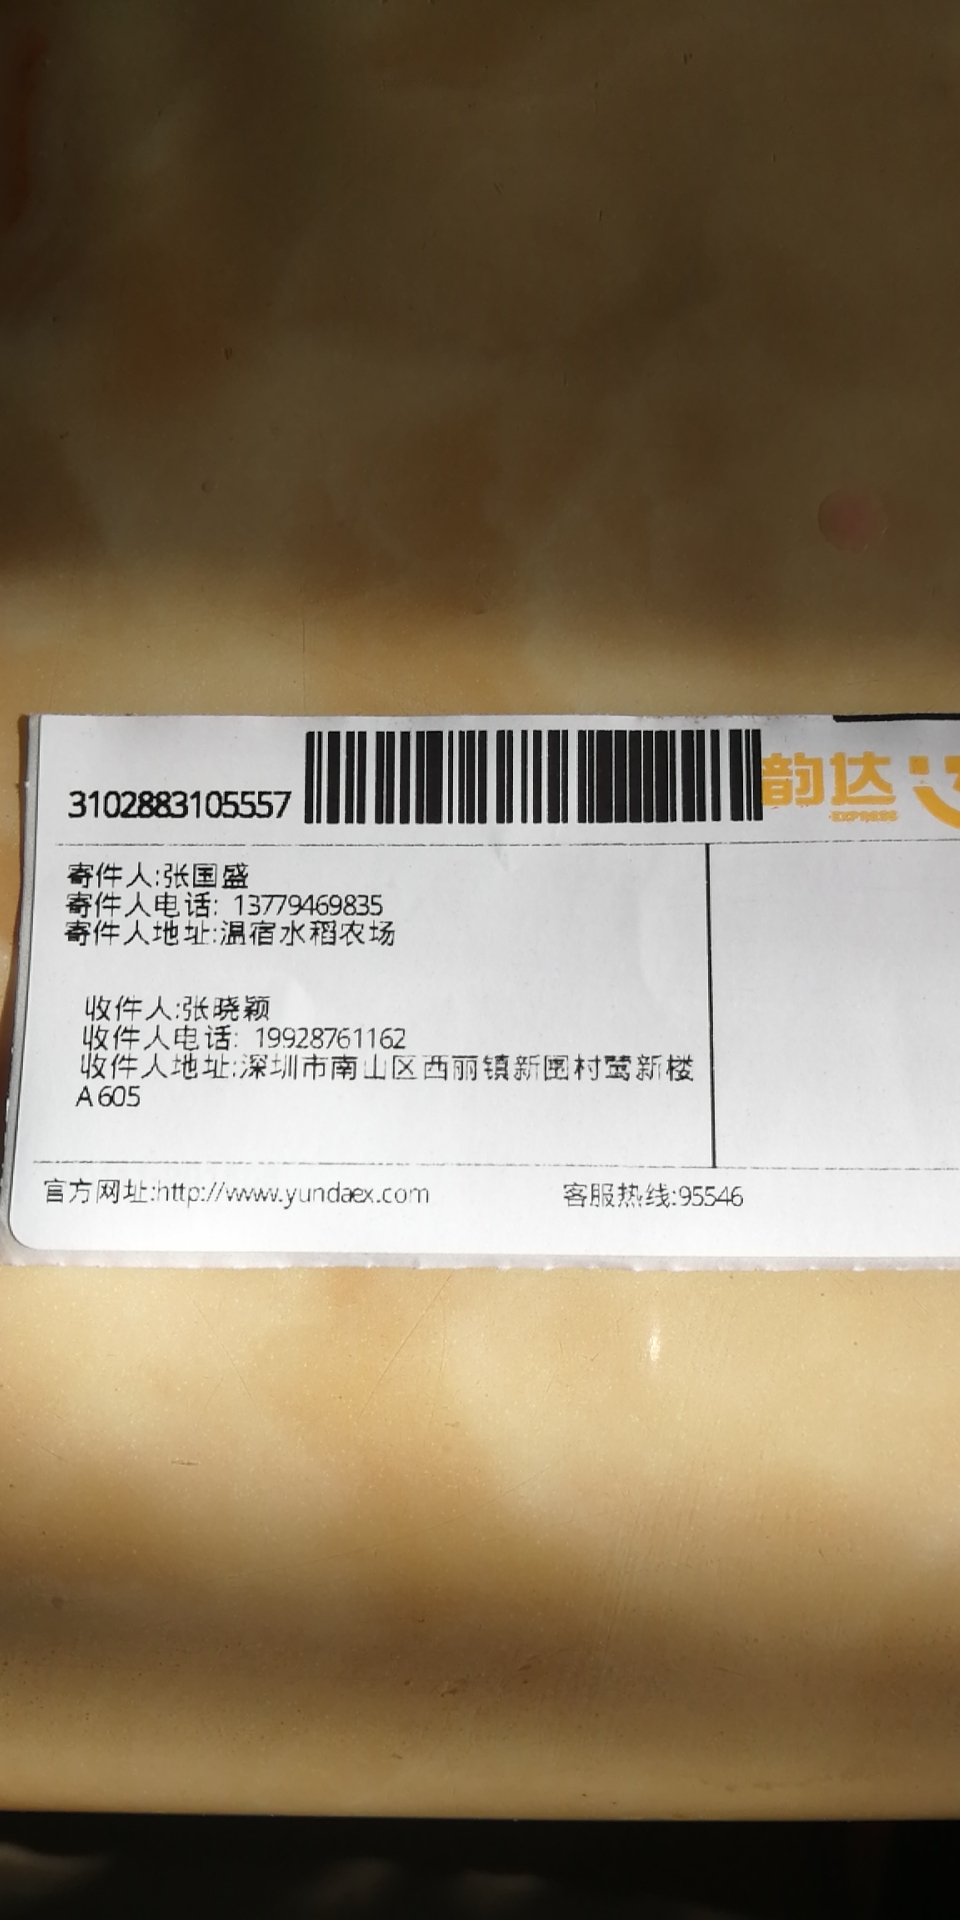 3102883105557
韵达
EXPRESS
寄件人:张国盛
寄件人电话: 13779469835
寄件人地址:温宿水稻农场
收件人:张晓颖
收件人电话: 19928761162
收件人地址:深圳市南山区西丽镇新围村莺新楼
A605
官方网址:http://www.yundaex.com 客服热线:95546